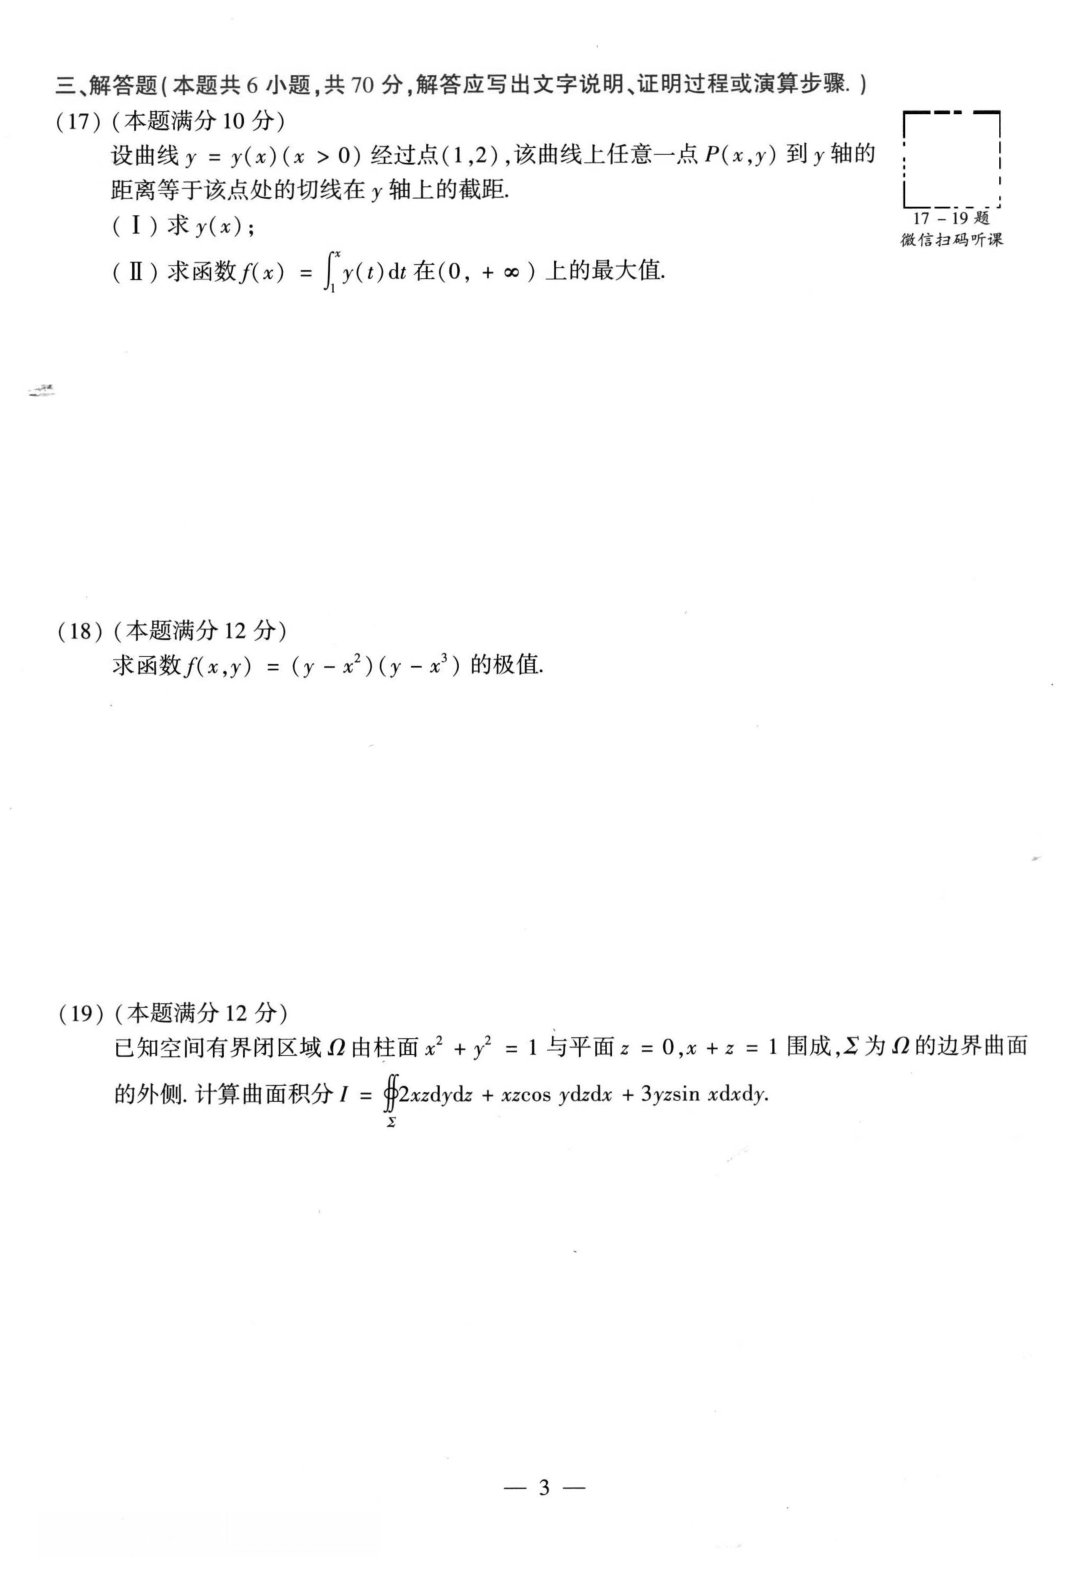 三、解答题(本题共6小题,共70分,解答应写出文字说明、证明过程或演算步骤.)
(17)(本题满分10分)
设曲线 y = y(x)(x > 0) 经过点(1,2),该曲线上任意一点 P(x,y) 到 y 轴的
距离等于该点处的切线在 y 轴上的截距.
(Ⅰ)求 y(x);
(Ⅱ)求函数 f(x) = ∫₁ˣ y(t)dt 在(0, + ∞) 上的最大值.
17 - 19 题
微信扫码听课
(18)(本题满分12分)
求函数 f(x,y) = (y - x²)(y - x³) 的极值.
(19)(本题满分12分)
已知空间有界闭区域 Ω 由柱面 x² + y² = 1 与平面 z = 0,x + z = 1 围成,Σ 为 Ω 的边界曲面
的外侧. 计算曲面积分 I = ∯_Σ 2xzdydz + xzcos ydzdx + 3yzsin xdxdy.
— 3 —